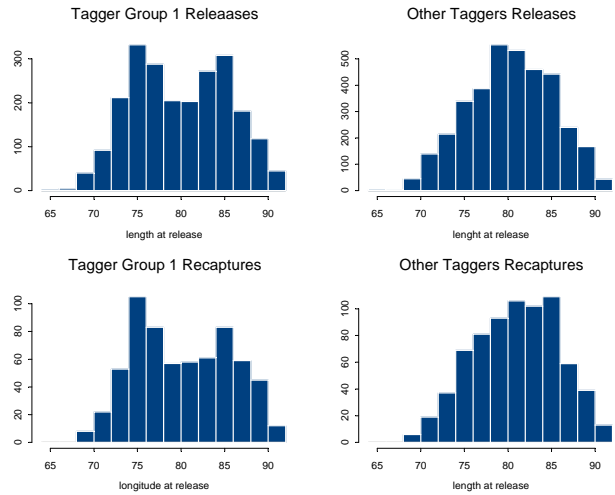 Tagger Group 1 Releaases
Other Taggers Releases
300
200
100
0
65 70 75 80 85 90
length at release
500
400
300
200
100
0
65 70 75 80 85 90
lenght at release
Tagger Group 1 Recaptures
Other Taggers Recaptures
100
80
60
40
20
0
65 70 75 80 85 90
longitude at release
100
80
60
40
20
0
65 70 75 80 85 90
length at release